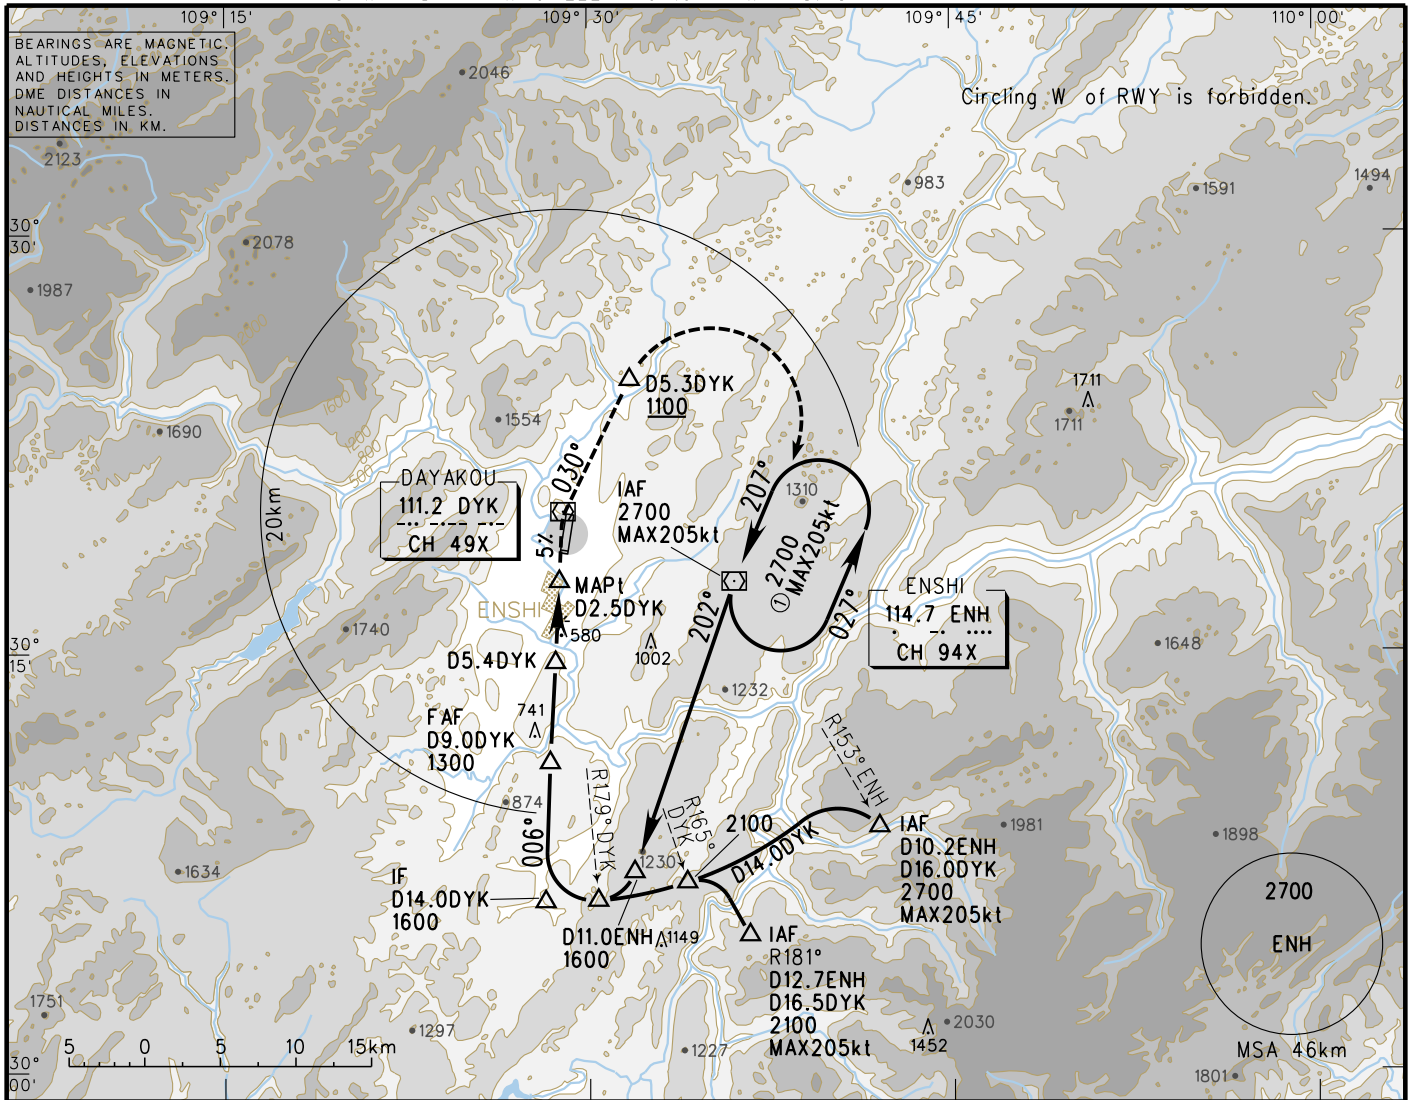 109° 15'
109° 30'
109° 45'
110° 00'
BEARINGS ARE MAGNETIC.
ALTITUDES, ELEVATIONS
AND HEIGHTS IN METERS.
DME DISTANCES IN
NAUTICAL MILES.
DISTANCES IN KM.
2046
Circling W of RWY is forbidden.
2123
983
1591
1494
30°
30'
2078
1987
1600
1711
1711
D5.3DYK
1100
1554
1690
1200
800
030°
DAYAKOU
111.2 DYK
CH 49X
20km
5%
IAF
2700
MAX205kt
207°
1310
① 2700
MAX205kt
027°
202°
ENSHI
114.7 ENH
CH 94X
MAPt
D2.5DYK
ENSHI
580
1002
1740
1648
D5.4DYK
30°
15'
1232
741
FAF
D9.0DYK
1300
R153° ENH
R179° DYK
R165°
DYK
874
006°
2100
D14.0DYK
IAF
D10.2ENH
D16.0DYK
2700
MAX205kt
1981
1898
1230
1634
IF
D14.0DYK
1600
D11.0ENH
1600
1149
IAF
R181°
D12.7ENH
D16.5DYK
2100
MAX205kt
2700
ENH
MSA 46km
1751
1297
1227
2030
1452
1801
5 0 5 10 15km
30°
00'